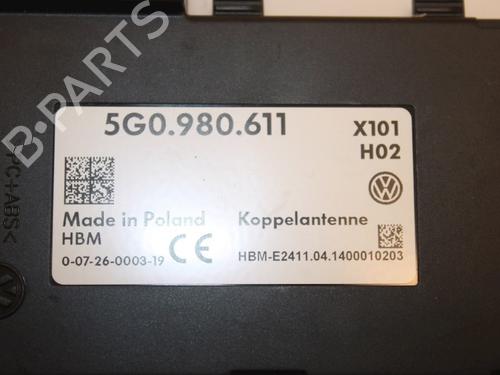 B-PARTS
5G0.980.611
X101
H02
Made in Poland
Koppelantenne
HBM
CE
0-07-26-0003-19
HBM-E2411.04.1400010203
PC+ABS<